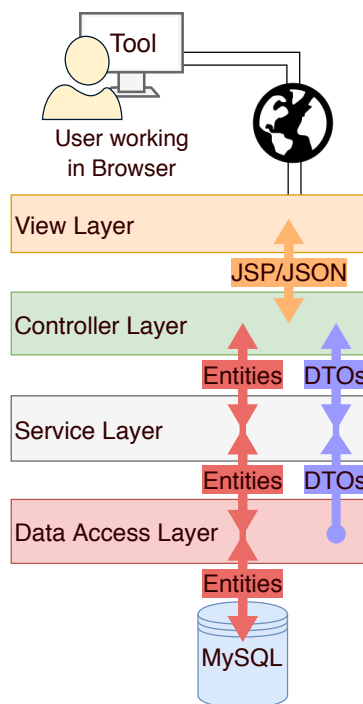 Tool
User working
in Browser
View Layer
JSP/JSON
Controller Layer
Entities
DTOs
Service Layer
Entities
DTOs
Data Access Layer
Entities
MySQL